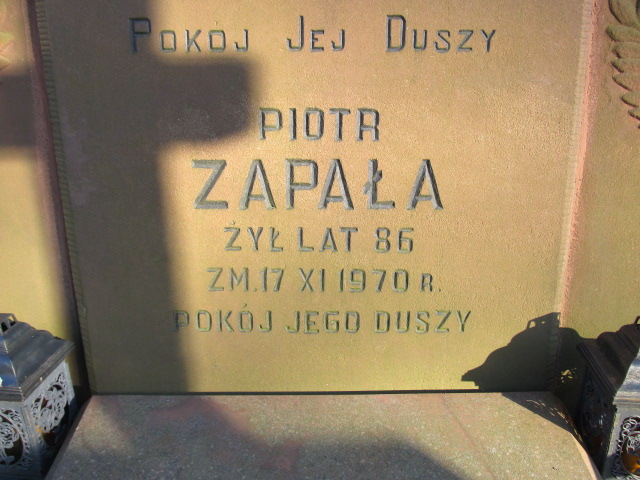 Pokój Jej Duszy
PIOTR
ZAPAŁA
ŻYŁ LAT 86
ZM. 17 XI 1970 R.
POKÓJ JEGO DUSZY